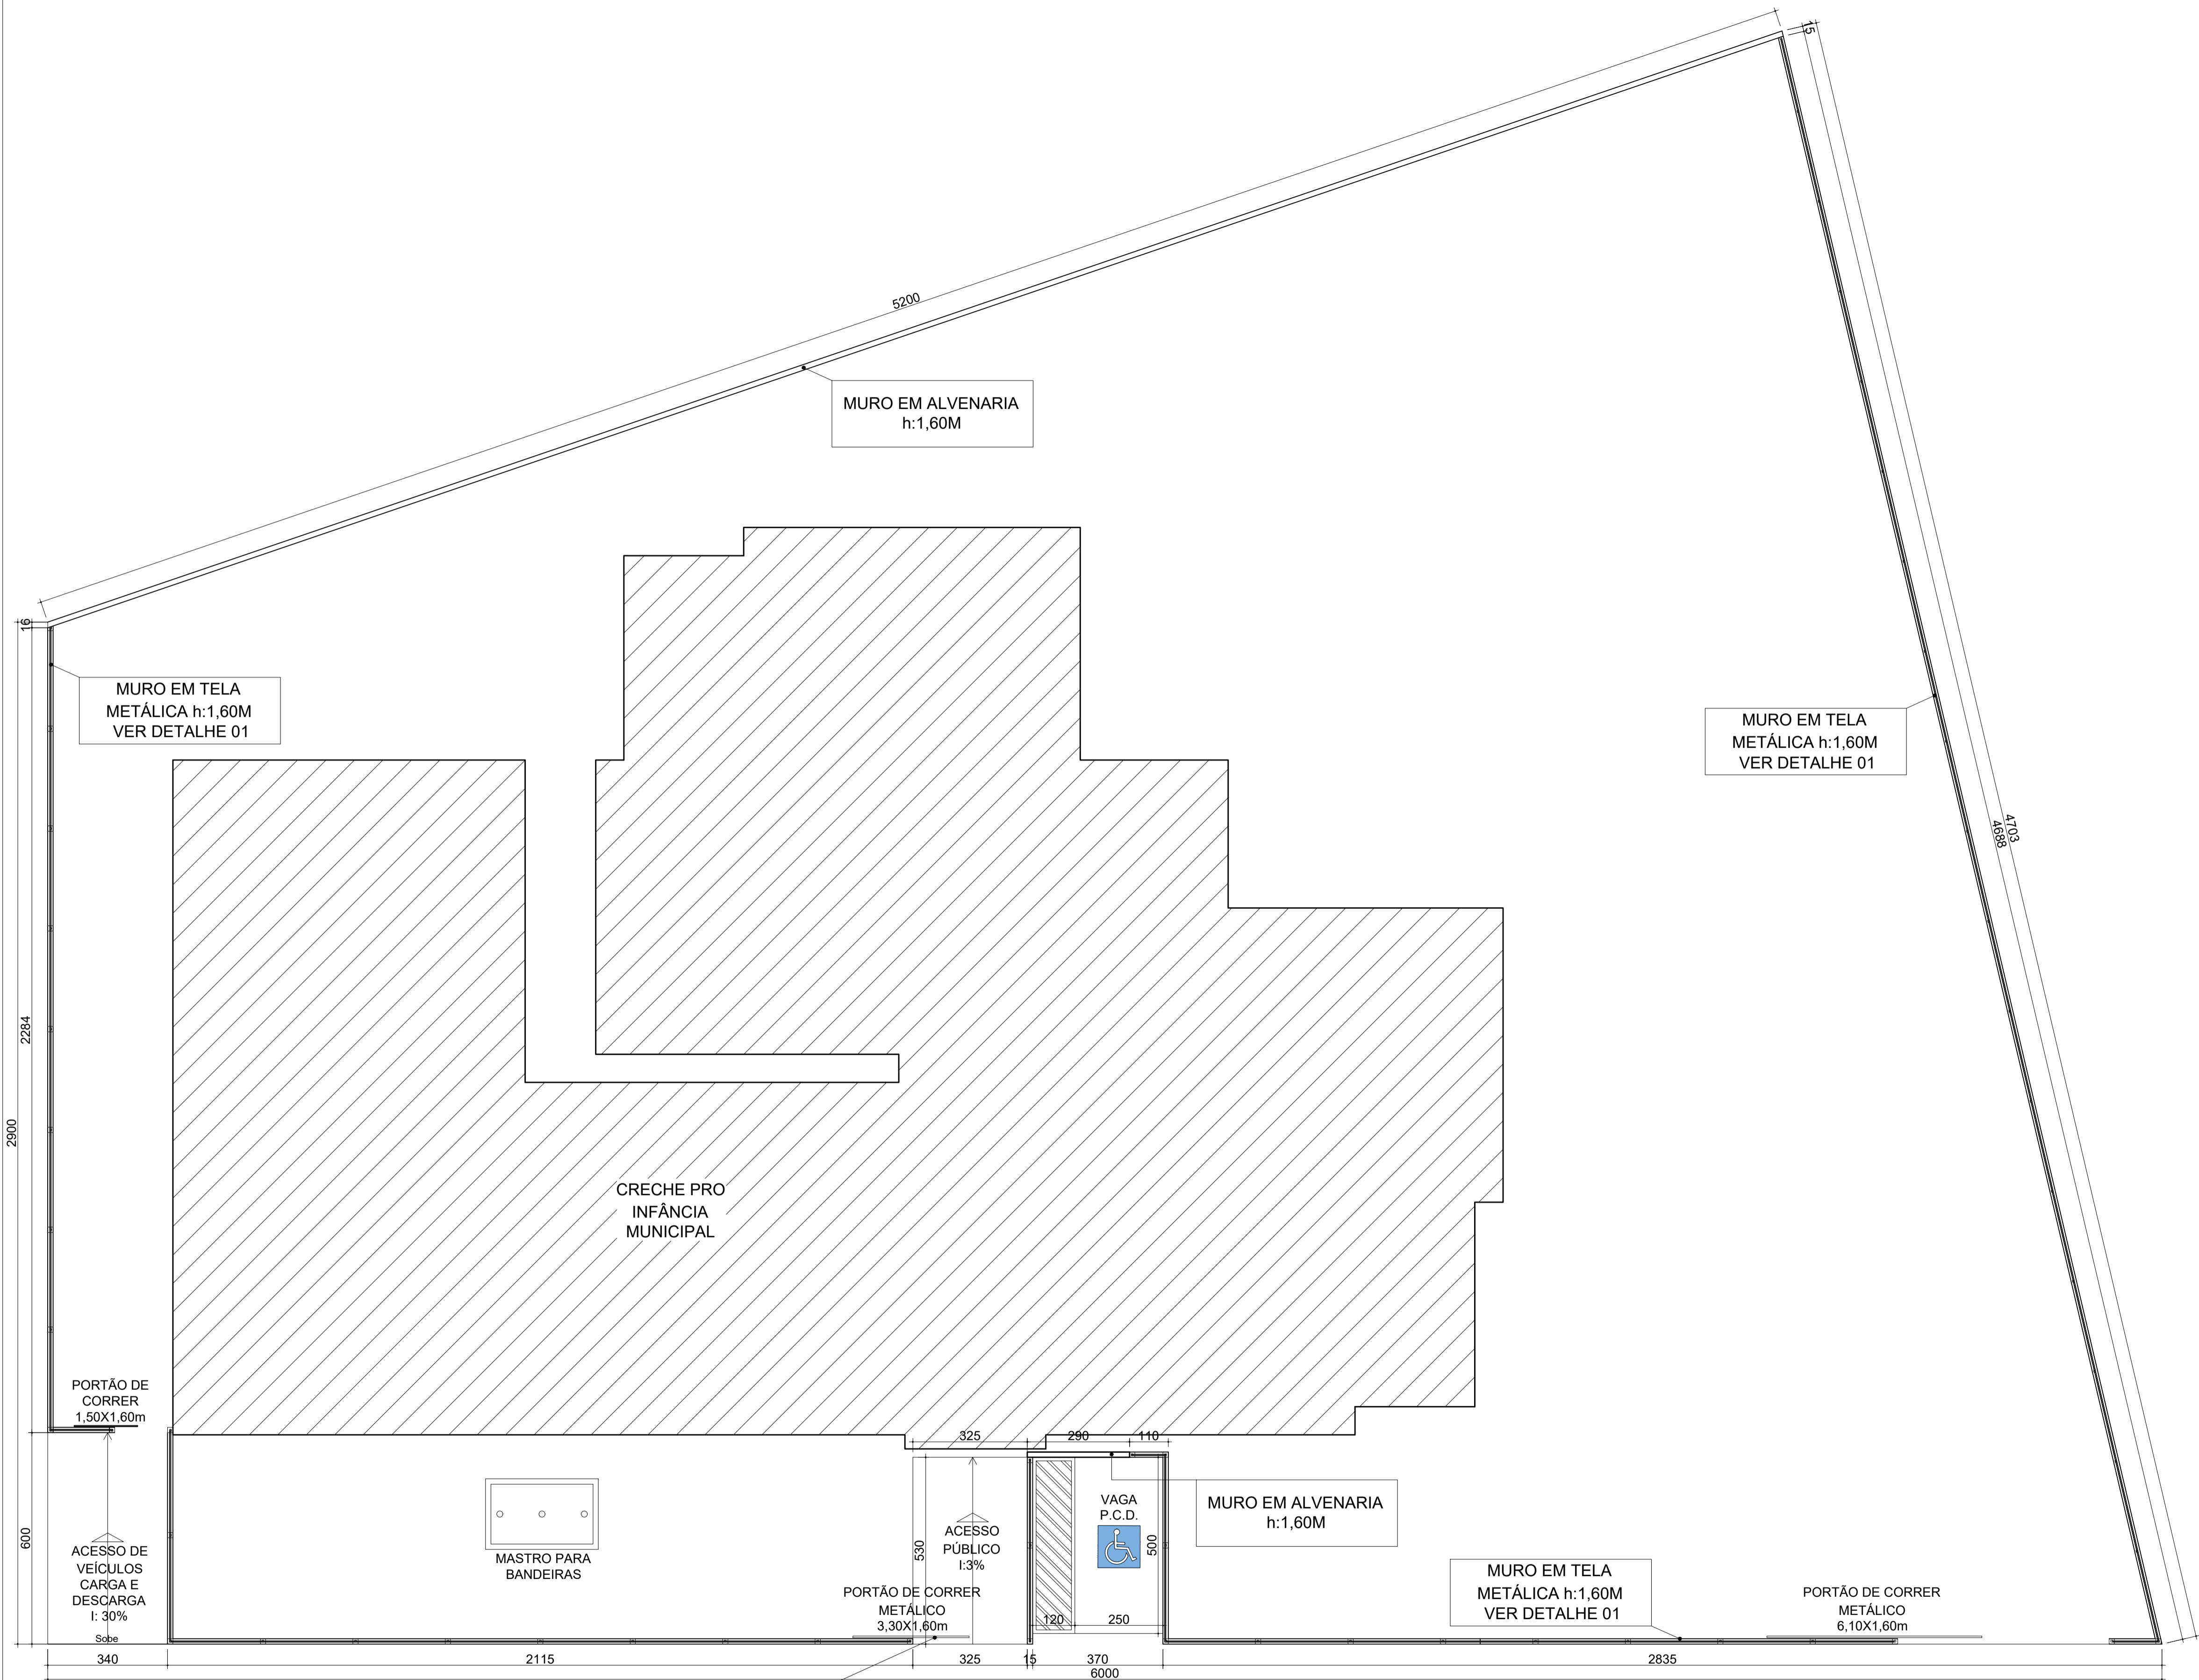 15
5200
MURO EM ALVENARIA
h:1,60M
16
MURO EM TELA
METÁLICA h:1,60M
VER DETALHE 01
MURO EM TELA
METÁLICA h:1,60M
VER DETALHE 01
4703
4688
2284
2900
CRECHE PRO
INFÂNCIA
MUNICIPAL
PORTÃO DE
CORRER
1,50X1,60m
325
290
110
600
ACESSO DE
VEÍCULOS
CARGA E
DESCARGA
I: 30%
Sobe
MASTRO PARA
BANDEIRAS
530
ACESSO
PÚBLICO
I:3%
VAGA
P.C.D.
500
MURO EM ALVENARIA
h:1,60M
PORTÃO DE CORRER
METÁLICO
3,30X1,60m
120
250
MURO EM TELA
METÁLICA h:1,60M
VER DETALHE 01
PORTÃO DE CORRER
METÁLICO
6,10X1,60m
340
2115
325
15
370
2835
6000